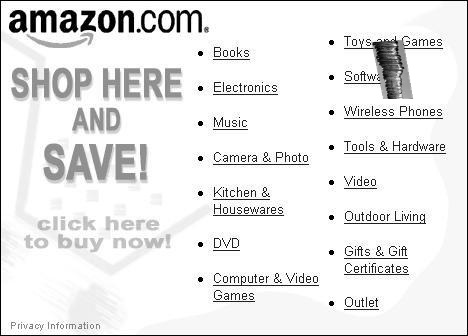 amazon.com
SHOP HERE
AND
SAVE!
click here
to buy now!
Books
Electronics
Music
Camera & Photo
Kitchen &
Housewares
DVD
Computer & Video
Games
Toys and Games
Wireless Phones
Tools & Hardware
Video
Outdoor Living
Gifts & Gift
Certificates
Outlet
Privacy Information